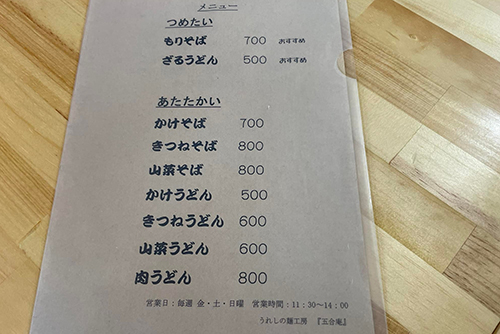 メニュー
つめたい
もりそば 700 おすすめ
ざるうどん 500 おすすめ
あたたかい
かけそば 700
きつねそば 800
山菜そば 800
かけうどん 500
きつねうどん 600
山菜うどん 600
肉うどん 800
営業日：毎週 金・土・日曜 営業時間：11：30～14：00
うれしの麺工房 『五合庵』